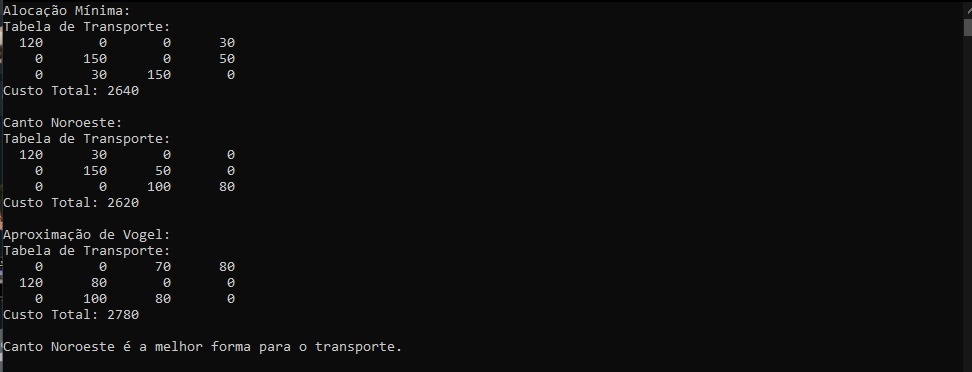 Alocação Mínima:
Tabela de Transporte:
120 0 0 30
0 150 0 50
0 30 150 0
Custo Total: 2640
Canto Noroeste:
Tabela de Transporte:
120 30 0 0
0 150 50 0
0 0 100 80
Custo Total: 2620
Aproximação de Vogel:
Tabela de Transporte:
0 0 70 80
120 80 0 0
0 100 80 0
Custo Total: 2780
Canto Noroeste é a melhor forma para o transporte.